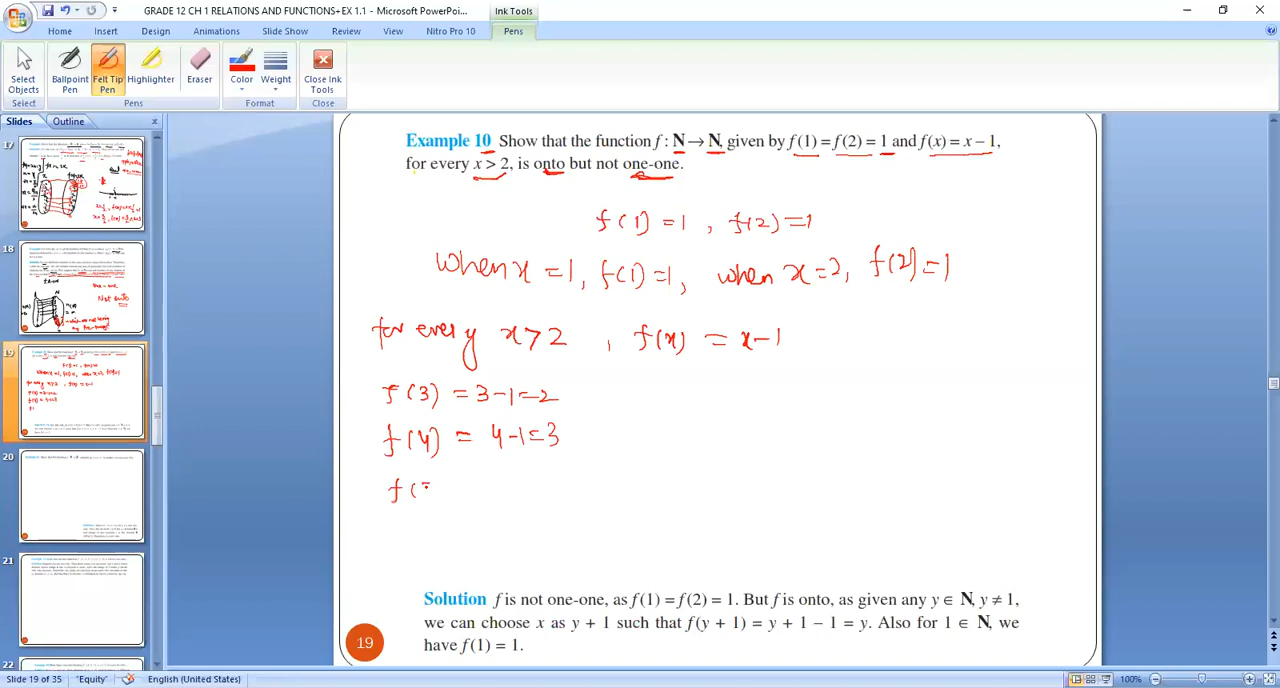 GRADE 12 CH 1 RELATIONS AND FUNCTIONS+ EX 1.1 - Microsoft PowerPoi...
Ink Tools
Home Insert Design Animations Slide Show Review View Nitro Pro 10 Pens
Select Objects
Ballpoint Pen
Felt Tip Pen
Highlighter
Eraser
Color
Weight
Close Ink Tools
Select Pens Format Close
Slides Outline
17
18
19
20
21
22
Example 10 Show that the function f : N → N, given by f(1) = f(2) = 1 and f(x) = x – 1,
for every x > 2, is onto but not one-one.
f(1) = 1 , f(2) = 1
when x = 1, f(1) = 1, when x = 2, f(2) = 1
for every x > 2 , f(x) = x-1
f(3) = 3-1=2
f(4) = 4-1=3
f(
Solution f is not one-one, as f(1) = f(2) = 1. But f is onto, as given any y ∈ N, y ≠ 1,
we can choose x as y + 1 such that f(y + 1) = y + 1 – 1 = y. Also for 1 ∈ N, we
have f(1) = 1.
19
Slide 19 of 35 "Equity" English (United States) 100%